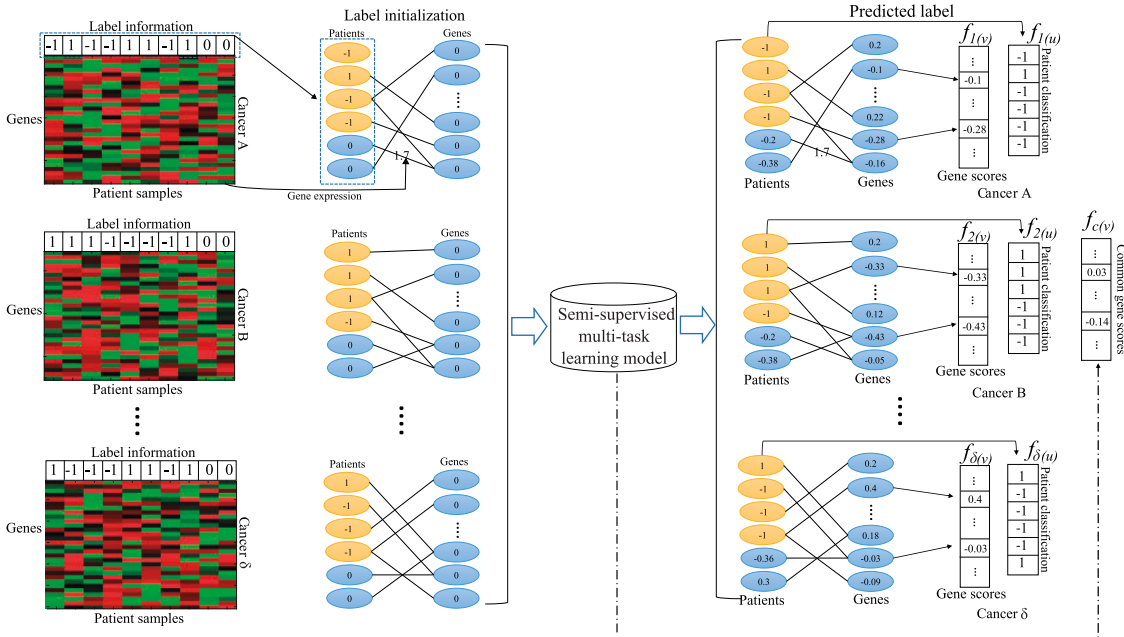 Label initialization
Predicted label
Label information
-1 1 -1 -1 1 1 -1 1 0 0
Genes
Cancer A
Patient samples
Patients
Genes
-1
1
-1
-1
0
0
0
0
0
0
0
1.7
Gene expression
-1
1
-1
-1
-0.2
-0.38
Patients
0.2
-0.1
0.22
-0.28
-0.16
Genes
1.7
f1(v)
...
-0.1
...
-0.28
...
Gene scores
f1(u)
-1
1
-1
-1
-1
-1
Patient classification
Cancer A
Label information
1 1 1 -1 -1 -1 -1 1 0 0
Genes
Cancer B
Patient samples
Patients
Genes
1
1
1
-1
0
0
0
0
0
0
0
Semi-supervised
multi-task
learning model
1
1
1
-1
-0.2
-0.38
Patients
0.2
-0.33
0.12
-0.43
-0.05
Genes
f2(v)
...
-0.33
...
-0.43
...
Gene scores
f2(u)
1
1
1
-1
-1
-1
Patient classification
Cancer B
fc(v)
...
0.03
...
-0.14
...
Common gene scores
Label information
1 -1 -1 -1 1 1 -1 1 0 0
Genes
Cancer δ
Patient samples
Patients
Genes
1
-1
-1
-1
0
0
0
0
0
0
0
1
-1
-1
-1
-0.36
0.3
Patients
0.2
0.4
0.18
-0.03
-0.09
Genes
fδ(v)
...
0.4
...
-0.03
...
Gene scores
fδ(u)
1
-1
-1
-1
-1
1
Patient classification
Cancer δ